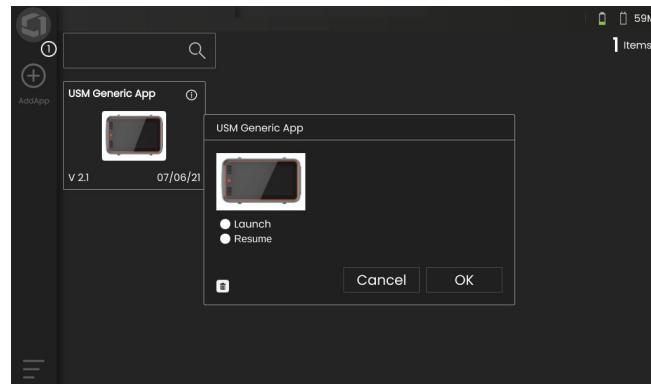 59M
1
1 Items
AddApp
USM Generic App
V 2.1 07/06/21
USM Generic App
Launch
Resume
Cancel OK